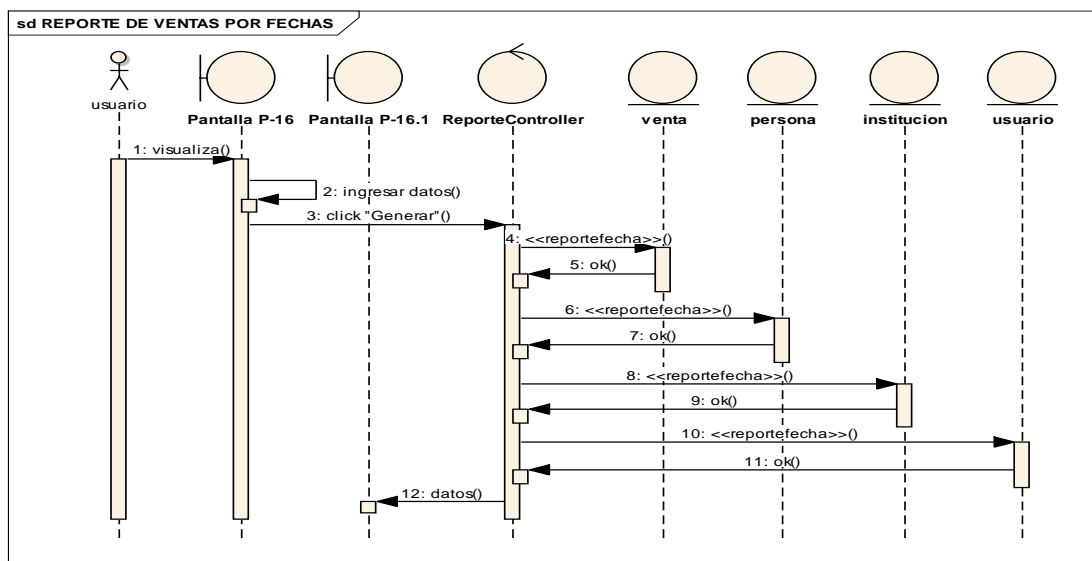 sd REPORTE DE VENTAS POR FECHAS
usuario
Pantalla P-16
Pantalla P-16.1
ReporteController
venta
persona
institucion
usuario
1: visualiza()
2: ingresar datos()
3: click "Generar"()
4: <<reportefecha>>()
5: ok()
6: <<reportefecha>>()
7: ok()
8: <<reportefecha>>()
9: ok()
10: <<reportefecha>>()
11: ok()
12: datos()